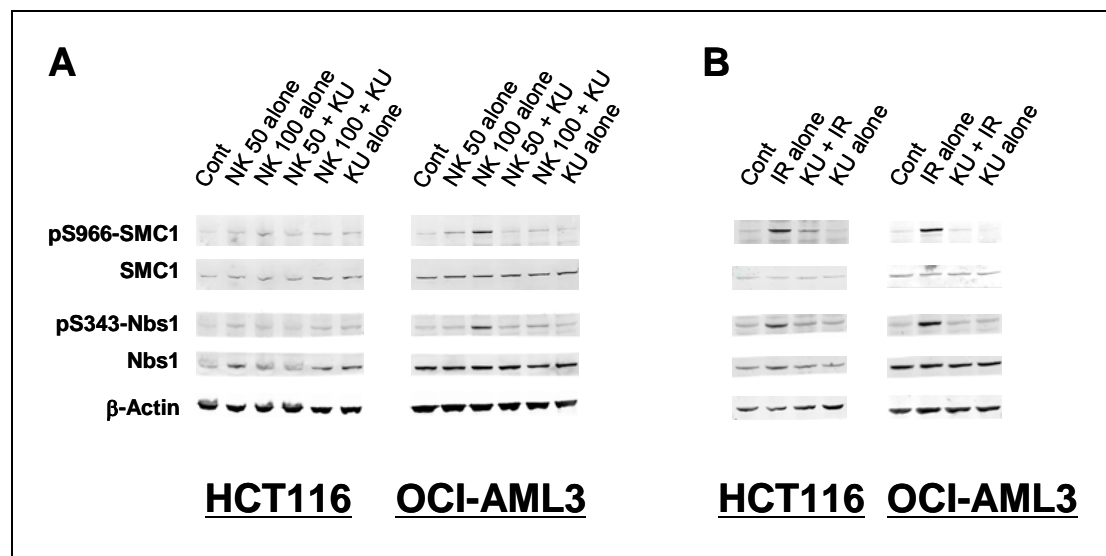 A
B
Cont
NK 50 alone
NK 100 alone
NK 50 + KU
NK 100 + KU
KU alone
Cont
NK 50 alone
NK 100 alone
NK 50 + KU
NK 100 + KU
KU alone
Cont
IR alone
KU + IR
KU alone
Cont
IR alone
KU + IR
KU alone
pS966-SMC1
SMC1
pS343-Nbs1
Nbs1
β-Actin
HCT116
OCI-AML3
HCT116
OCI-AML3